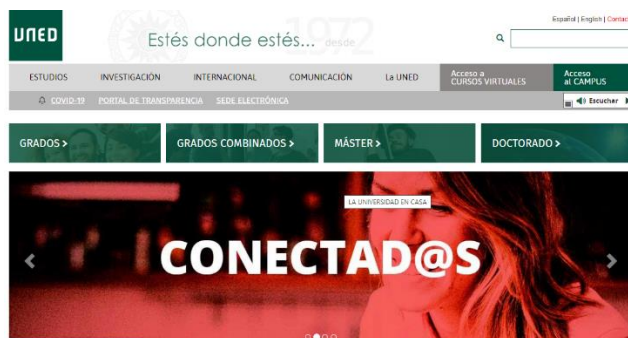 Español | English | Contac
UNED
Estés donde estés... desde 1972
ESTUDIOS INVESTIGACIÓN INTERNACIONAL COMUNICACIÓN La UNED Acceso a CURSOS VIRTUALES Acceso al CAMPUS
COVID-19 PORTAL DE TRANSPARENCIA SEDE ELECTRÓNICA Escuchar
GRADOS > GRADOS COMBINADOS > MÁSTER > DOCTORADO >
LA UNIVERSIDAD EN CASA
CONECTAD@S